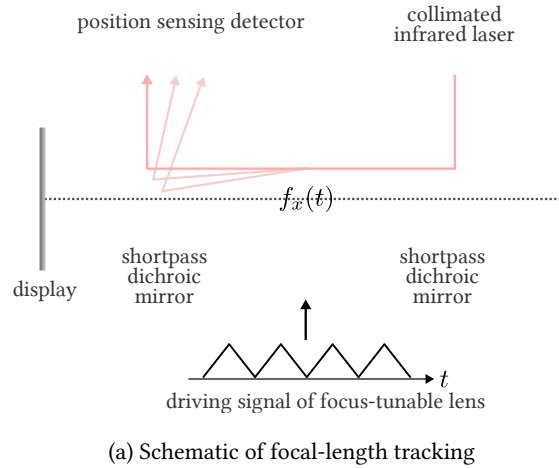 position sensing detector
collimated
infrared laser
fₓ(t)
shortpass
dichroic
mirror
shortpass
dichroic
mirror
display
t
driving signal of focus-tunable lens
(a) Schematic of focal-length tracking